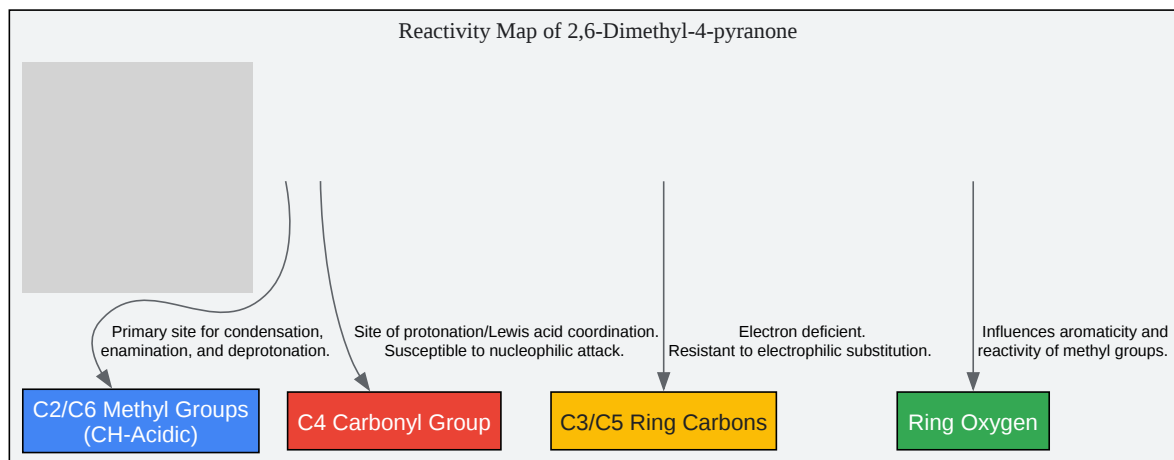 Reactivity Map of 2,6-Dimethyl-4-pyranone
Primary site for condensation,
enamination, and deprotonation.
Site of protonation/Lewis acid coordination.
Susceptible to nucleophilic attack.
Electron deficient.
Resistant to electrophilic substitution.
Influences aromaticity and
reactivity of methyl groups.
C2/C6 Methyl Groups
(CH-Acidic)
C4 Carbonyl Group
C3/C5 Ring Carbons
Ring Oxygen